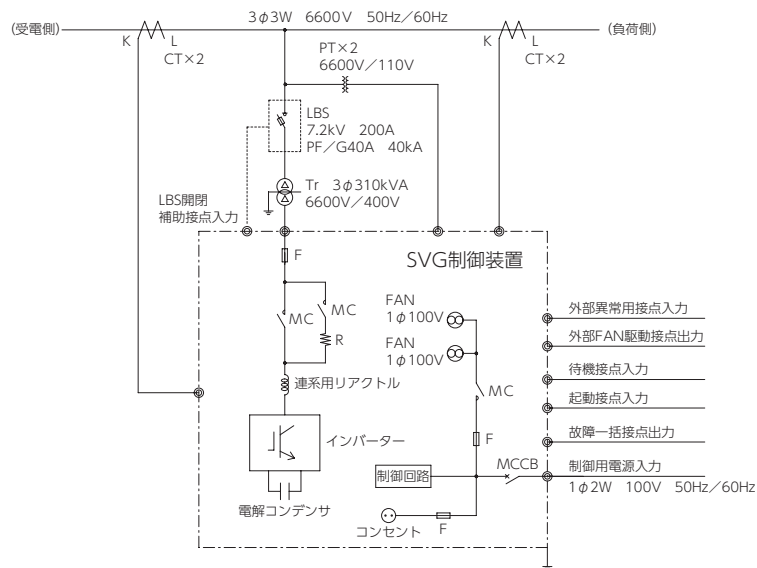 3φ3W 6600V 50Hz／60Hz
(受電側)
(負荷側)
K
L
CT×2
PT×2
6600V／110V
K
L
CT×2
LBS
7.2kV 200A
PF／G40A 40kA
Tr 3φ310kVA
6600V／400V
LBS開閉
補助接点入力
SVG制御装置
F
MC
MC
R
連系用リアクトル
インバーター
電解コンデンサ
FAN
1φ100V
FAN
1φ100V
MC
F
制御回路
MCCB
コンセント
F
外部異常用接点入力
外部FAN駆動接点出力
待機接点入力
起動接点入力
故障一括接点出力
制御用電源入力
1φ2W 100V 50Hz／60Hz